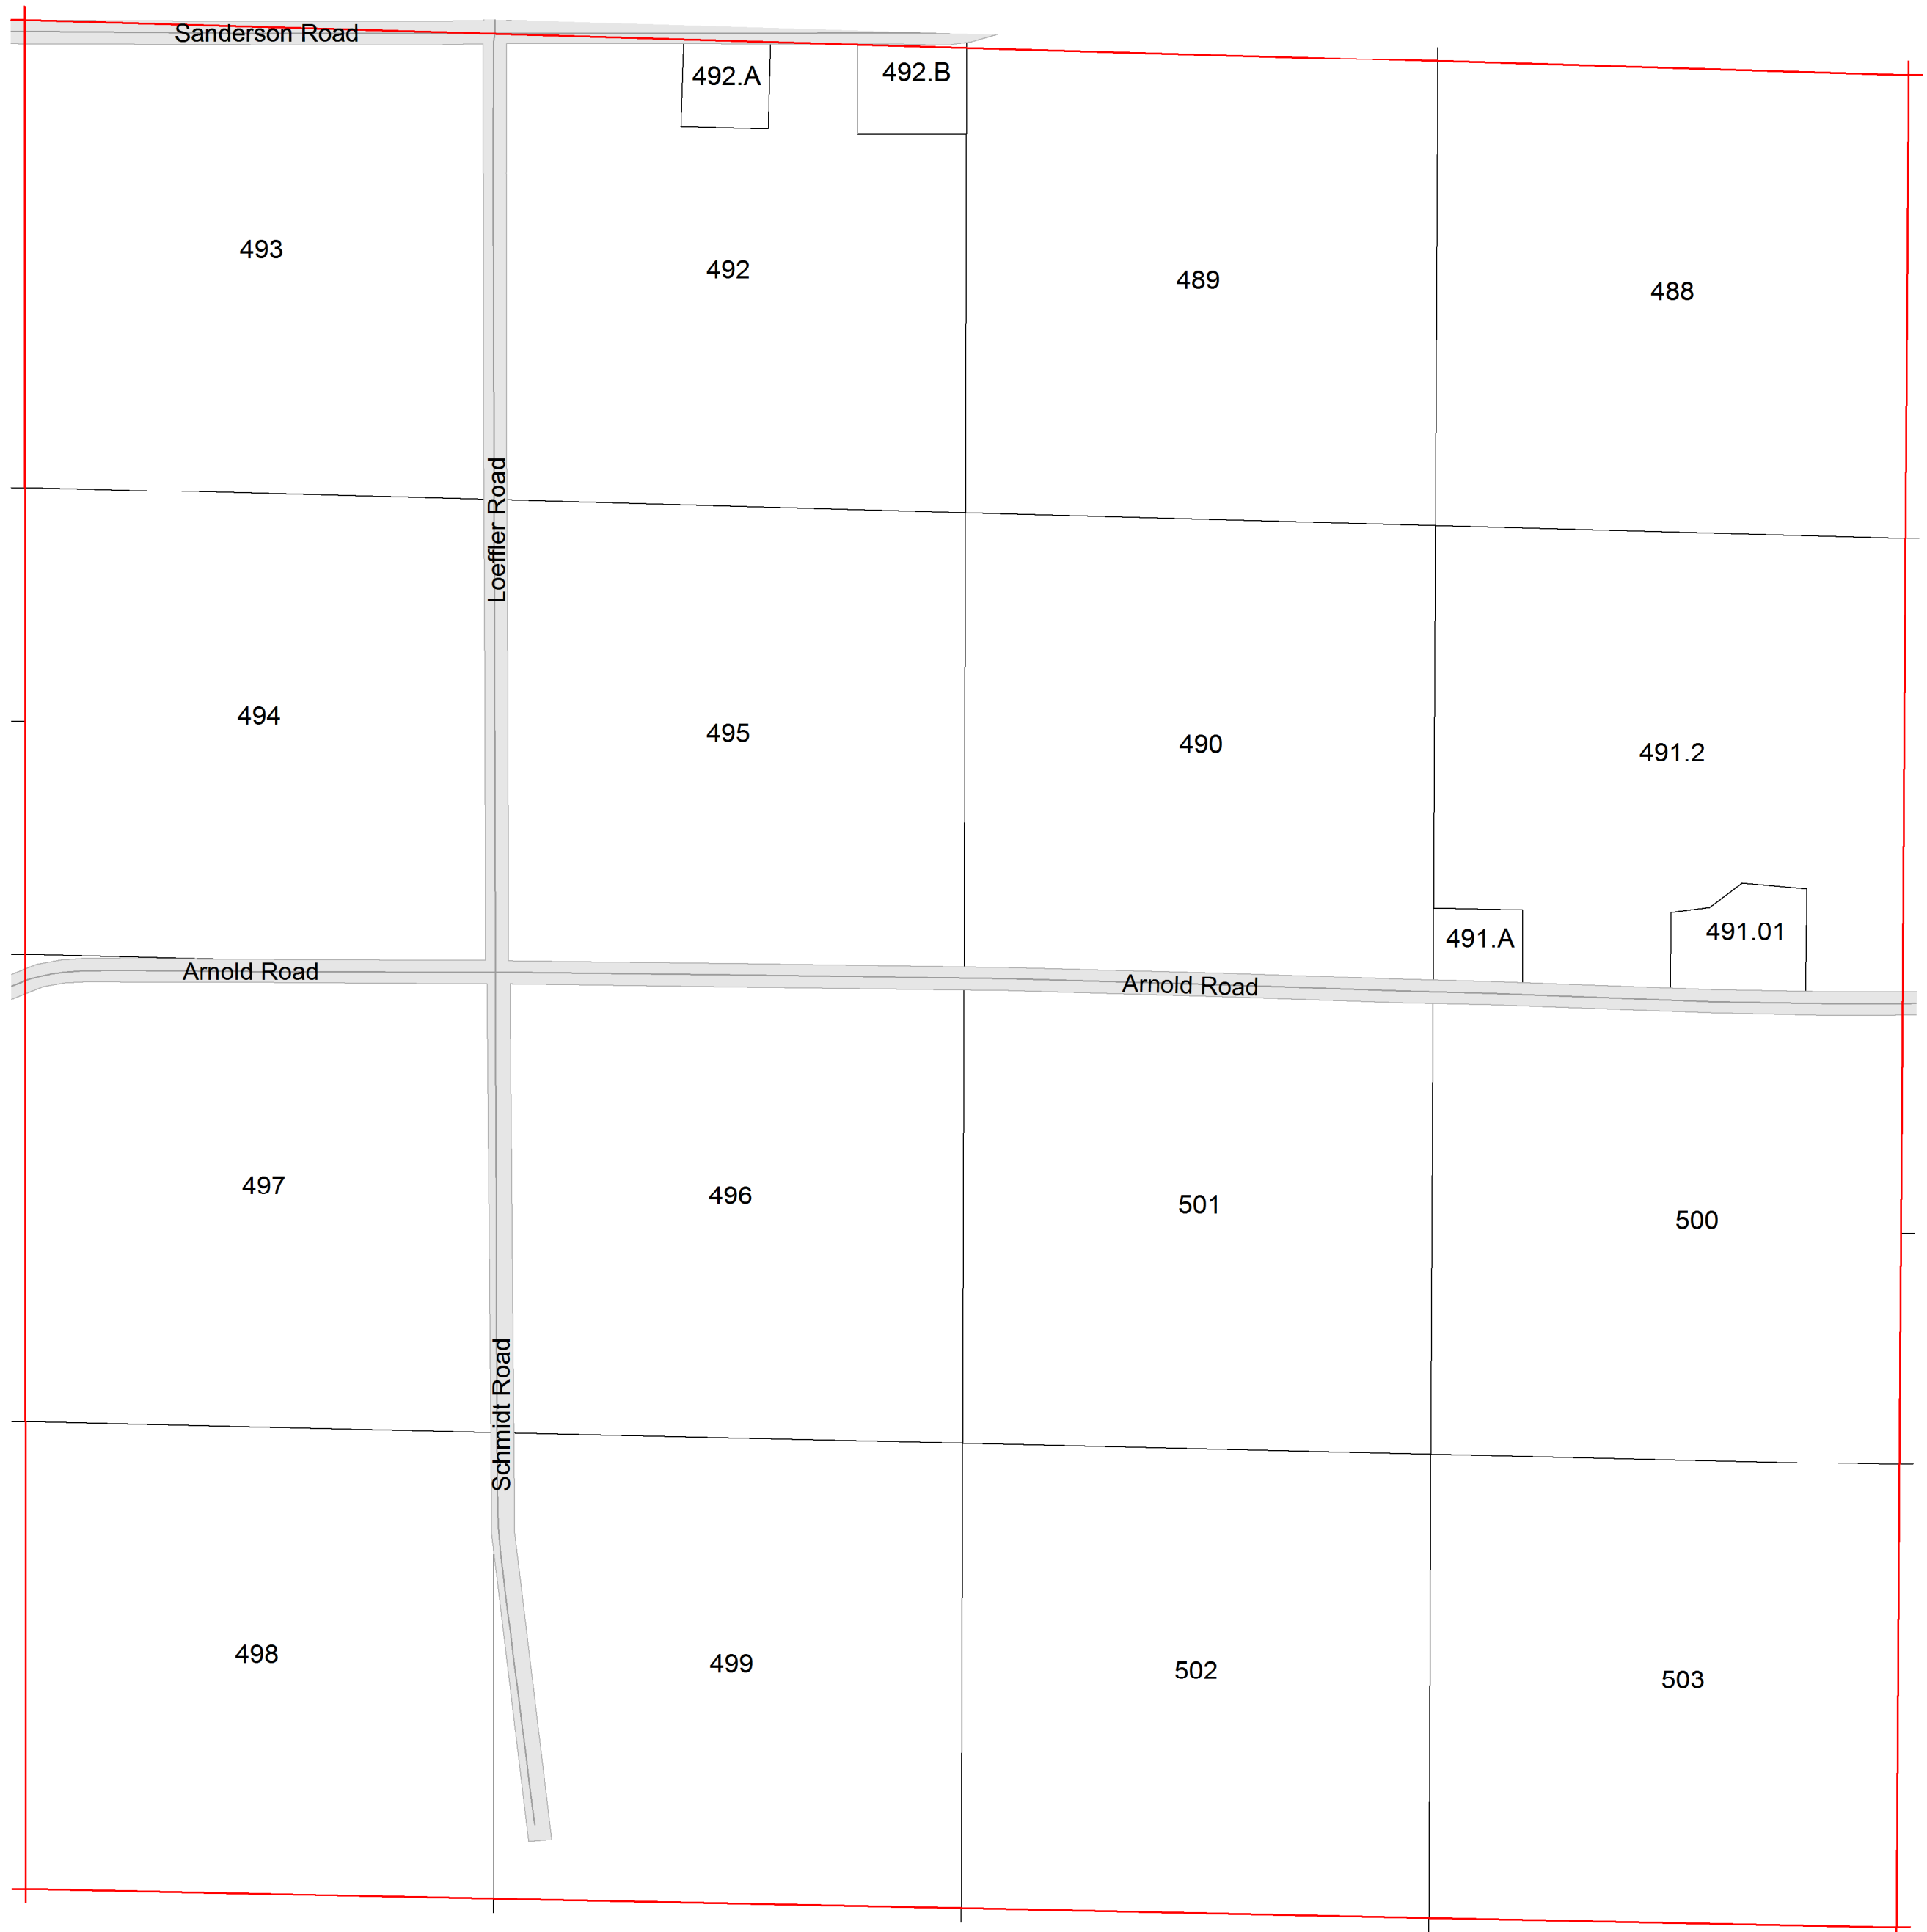 Sanderson Road
492.A
492.B
493
492
489
488
Loeffler Road
494
495
490
491.2
491.A
491.01
Arnold Road
Arnold Road
497
496
501
500
Schmidt Road
498
499
502
503